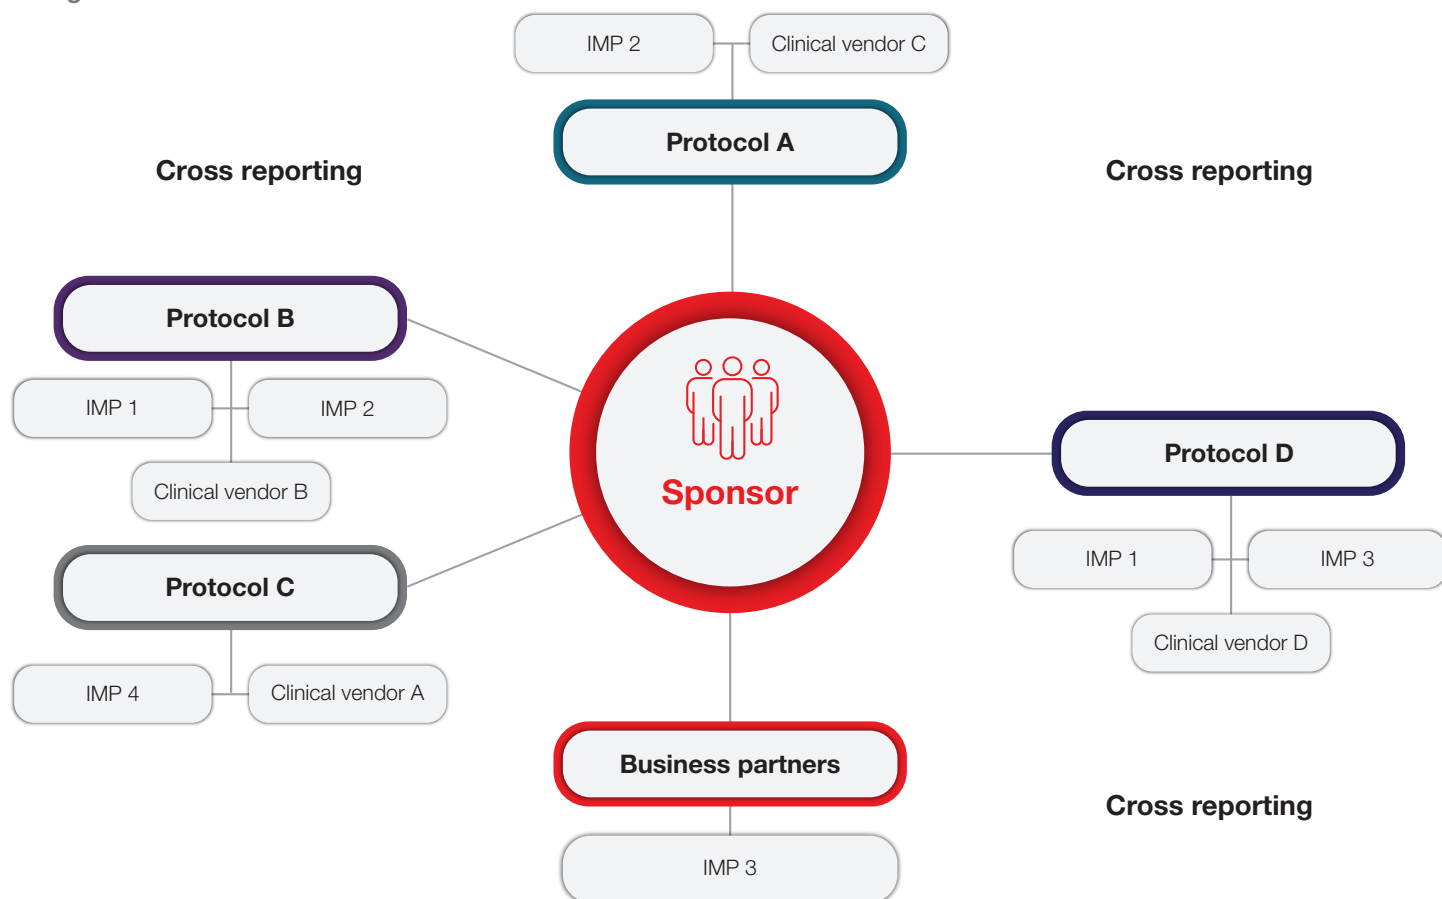 IMP 2
Clinical vendor C
Protocol A
Cross reporting
Cross reporting
Protocol B
IMP 1
IMP 2
Clinical vendor B
Sponsor
Protocol D
IMP 1
IMP 3
Clinical vendor D
Protocol C
IMP 4
Clinical vendor A
Business partners
IMP 3
Cross reporting